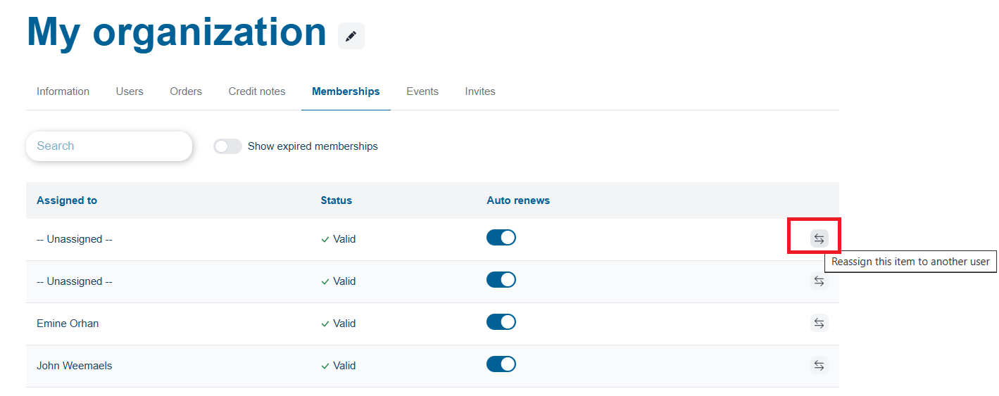 My organization
Information Users Orders Credit notes Memberships Events Invites
Search Show expired memberships
Assigned to Status Auto renews
-- Unassigned -- Valid
Reassign this item to another user
-- Unassigned -- Valid
Emine Orhan Valid
John Weemaels Valid